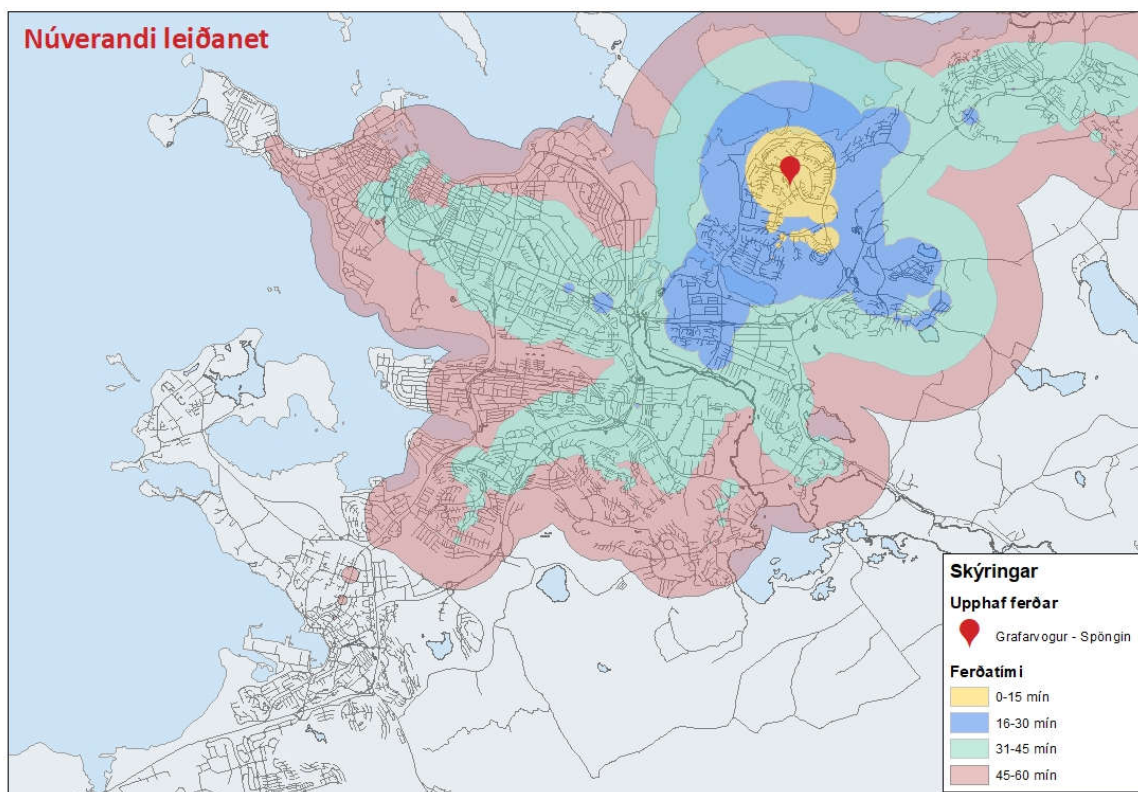 Núverandi leiðanet
Skýringar
Upphaf ferðar
Grafarvogur - Spöngin
Ferðatími
0-15 mín
16-30 mín
31-45 mín
45-60 mín